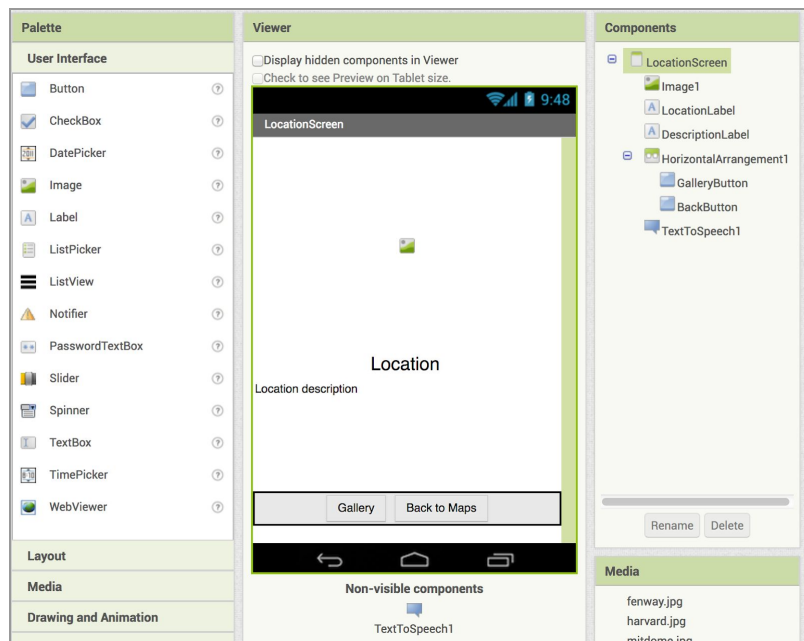 Palette
User Interface
Button
CheckBox
DatePicker
Image
Label
ListPicker
ListView
Notifier
PasswordTextBox
Slider
Spinner
TextBox
TimePicker
WebViewer
Layout
Media
Drawing and Animation
Viewer
Display hidden components in Viewer
Check to see Preview on Tablet size.
9:48
LocationScreen
Location
Location description
Gallery Back to Maps
Non-visible components
TextToSpeech1
Components
LocationScreen
Image1
LocationLabel
DescriptionLabel
HorizontalArrangement1
GalleryButton
BackButton
TextToSpeech1
Rename Delete
Media
fenway.jpg
harvard.jpg
mitdome.jpg